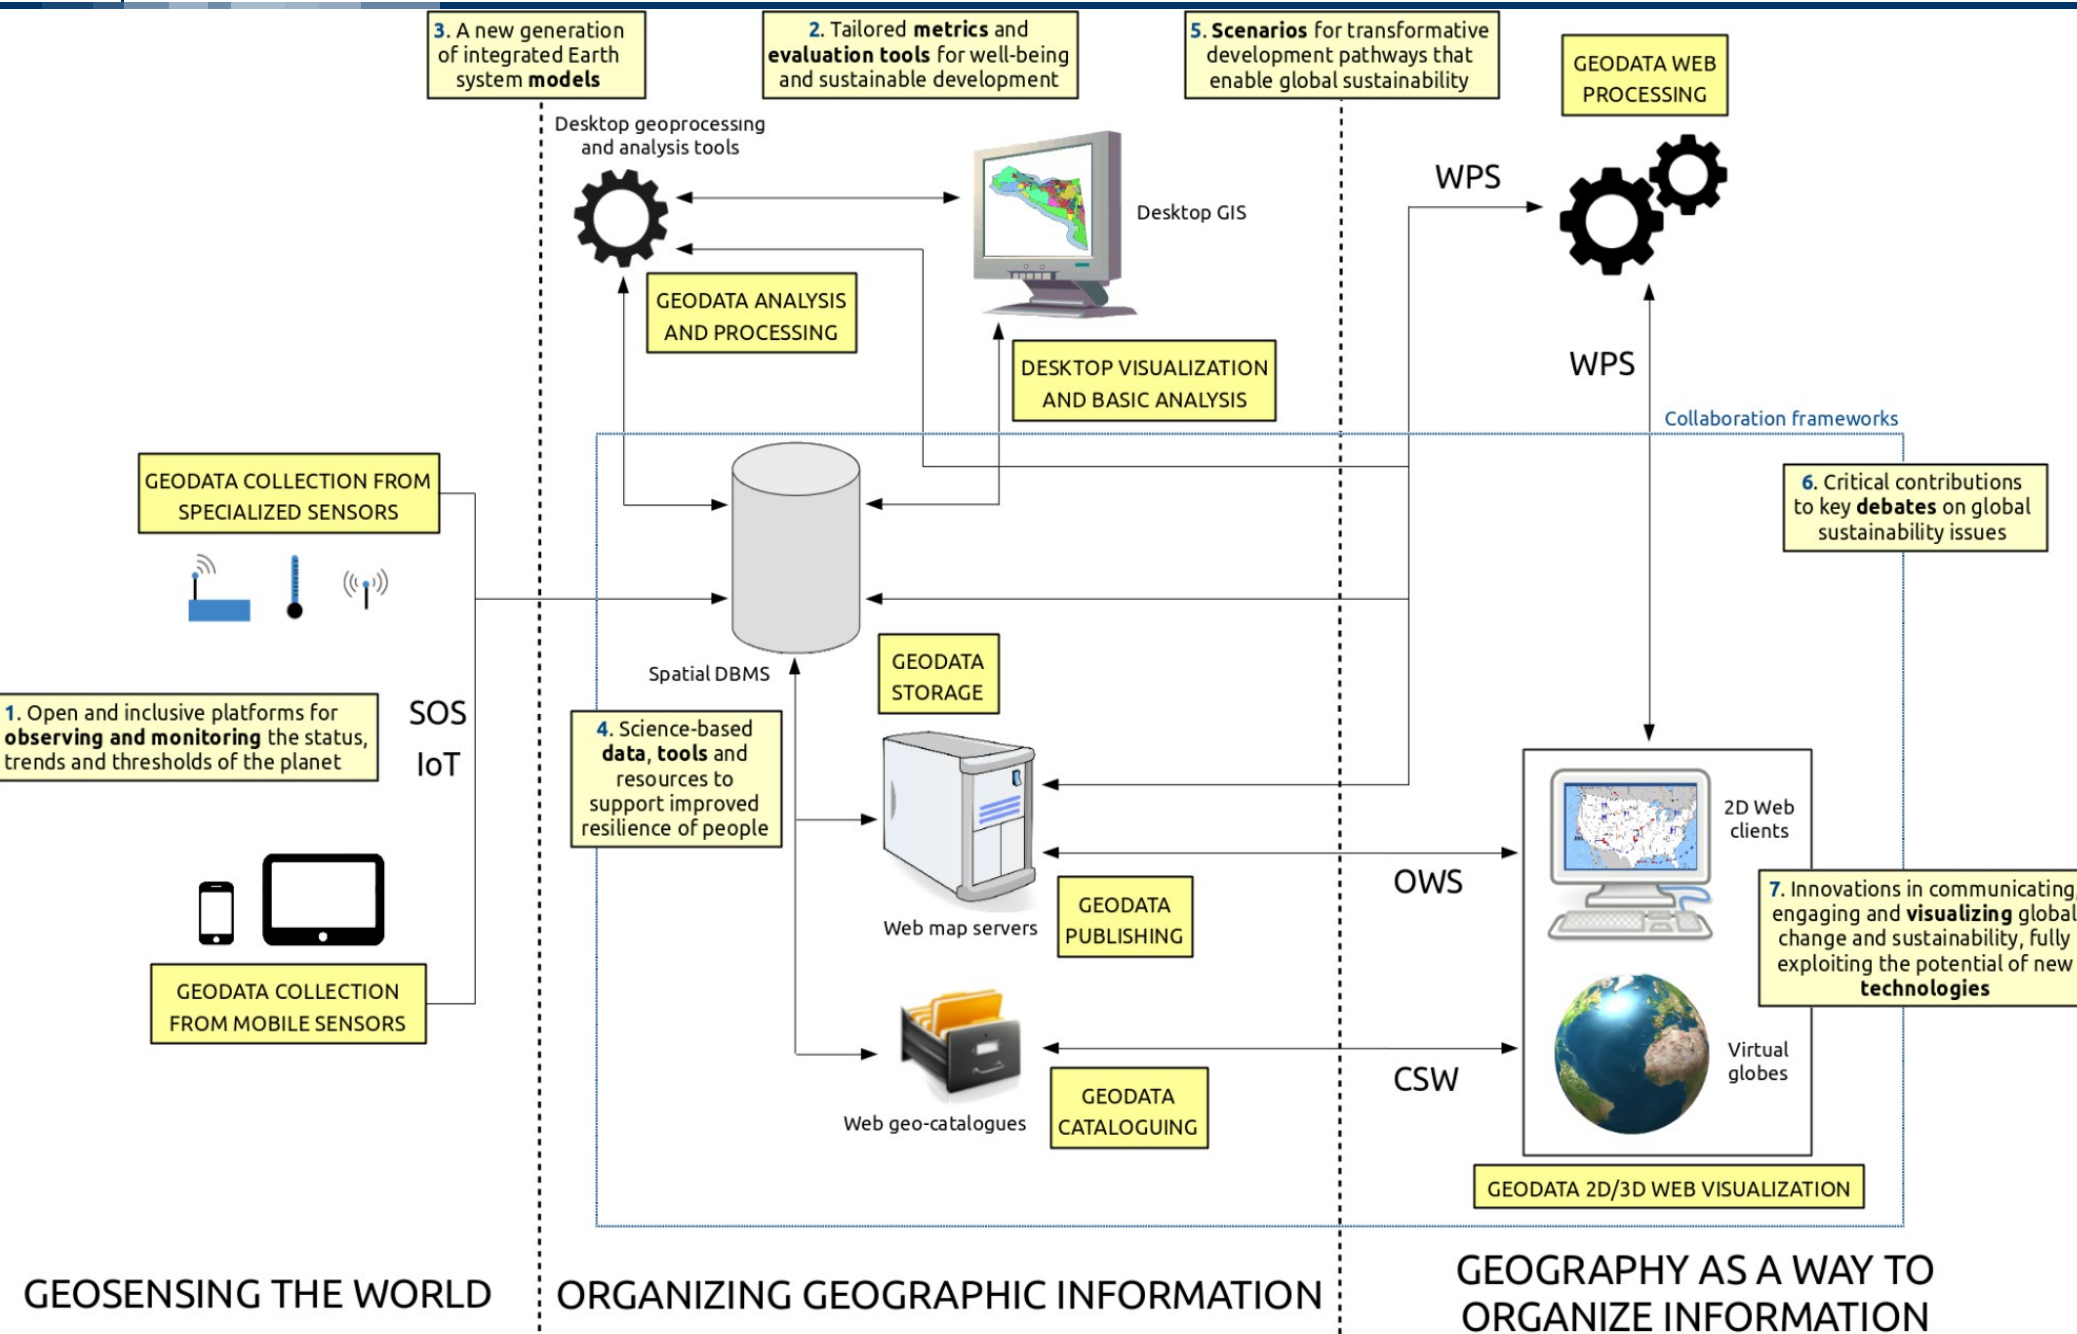 3. A new generation
of integrated Earth
system models
2. Tailored metrics and
evaluation tools for well-being
and sustainable development
5. Scenarios for transformative
development pathways that
enable global sustainability
GEODATA WEB
PROCESSING
Desktop geoprocessing
and analysis tools
WPS
Desktop GIS
GEODATA ANALYSIS
AND PROCESSING
DESKTOP VISUALIZATION
AND BASIC ANALYSIS
WPS
Collaboration frameworks
GEODATA COLLECTION FROM
SPECIALIZED SENSORS
6. Critical contributions
to key debates on global
sustainability issues
Spatial DBMS
GEODATA
STORAGE
1. Open and inclusive platforms for
observing and monitoring the status,
trends and thresholds of the planet
SOS
IoT
4. Science-based
data, tools and
resources to
support improved
resilience of people
2D Web
clients
OWS
Web map servers
GEODATA
PUBLISHING
7. Innovations in communicating,
engaging and visualizing global
change and sustainability, fully
exploiting the potential of new
technologies
GEODATA COLLECTION
FROM MOBILE SENSORS
Virtual
globes
CSW
Web geo-catalogues
GEODATA
CATALOGUING
GEODATA 2D/3D WEB VISUALIZATION
GEOSENSING THE WORLD
ORGANIZING GEOGRAPHIC INFORMATION
GEOGRAPHY AS A WAY TO
ORGANIZE INFORMATION